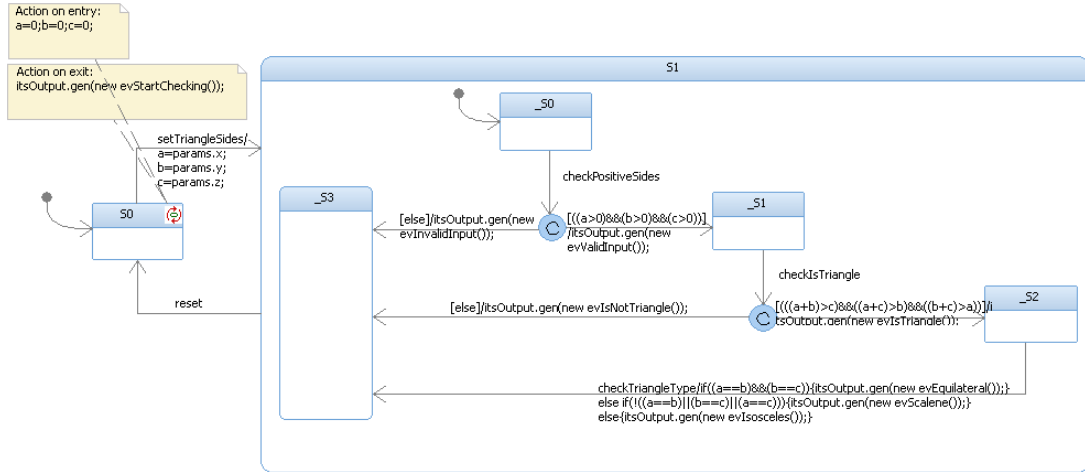 Action on entry:
a=0;b=0;c=0;
Action on exit:
itsOutput.gen(new evStartChecking());
S1
_S0
setTriangleSides/
a=params.x;
b=params.y;
c=params.z;
checkPositiveSides
S0
_S3
[else]/itsOutput.gen(new
evInvalidInput());
C
[((a>0)&&(b>0)&&(c>0))]
/itsOutput.gen(new
evValidInput());
_S1
checkIsTriangle
reset
[else]/itsOutput.gen(new evIsNotTriangle());
C
[(((a+b)>c)&&((a+c)>b)&&((b+c)>a))]/i
tsOutput.gen(new evIsTriangle());
_S2
checkTriangleType/if((a==b)&&(b==c)){itsOutput.gen(new evEquilateral());}
else if(!((a==b)||(b==c)||(a==c))){itsOutput.gen(new evScalene());}
else{itsOutput.gen(new evIsosceles());}